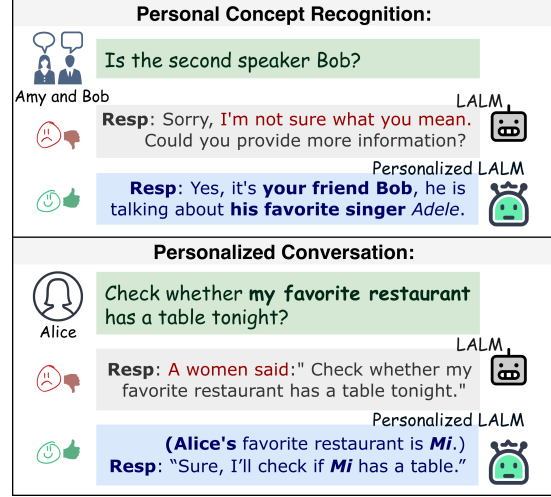 Personal Concept Recognition:
Is the second speaker Bob?
Amy and Bob
LALM
Resp: Sorry, I'm not sure what you mean.
Could you provide more information?
Personalized LALM
Resp: Yes, it's your friend Bob, he is
talking about his favorite singer Adele.
Personalized Conversation:
Check whether my favorite restaurant
has a table tonight?
Alice
LALM
Resp: A women said:" Check whether my
favorite restaurant has a table tonight."
Personalized LALM
(Alice's favorite restaurant is Mi.)
Resp: “Sure, I’ll check if Mi has a table.”